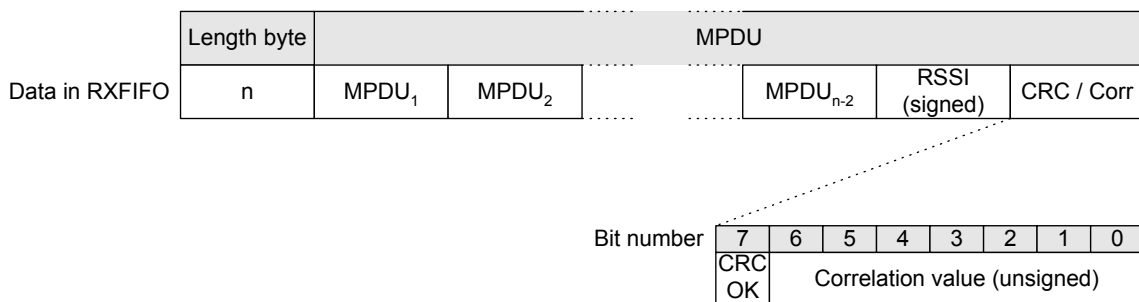 Length byte MPDU
Data in RXFIFO n MPDU₁ MPDU₂ MPDUₙ₋₂ RSSI (signed) CRC / Corr
Bit number 7 6 5 4 3 2 1 0
CRC OK Correlation value (unsigned)